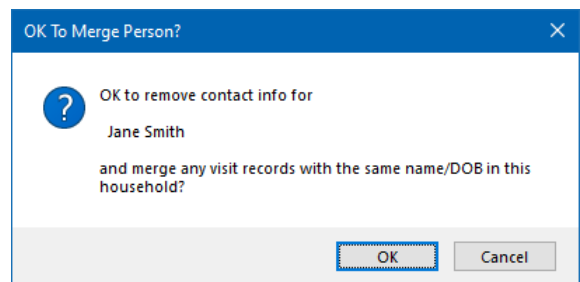 OK To Merge Person?
OK to remove contact info for
Jane Smith
and merge any visit records with the same name/DOB in this
household?
OK
Cancel